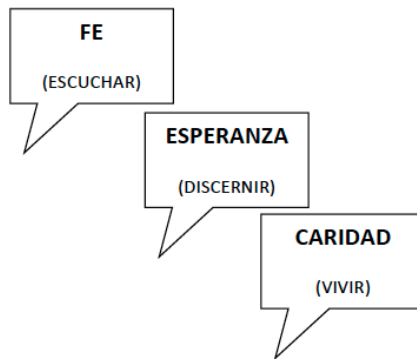 FE
(ESCUCHAR)
ESPERANZA
(DISCERNIR)
CARIDAD
(VIVIR)